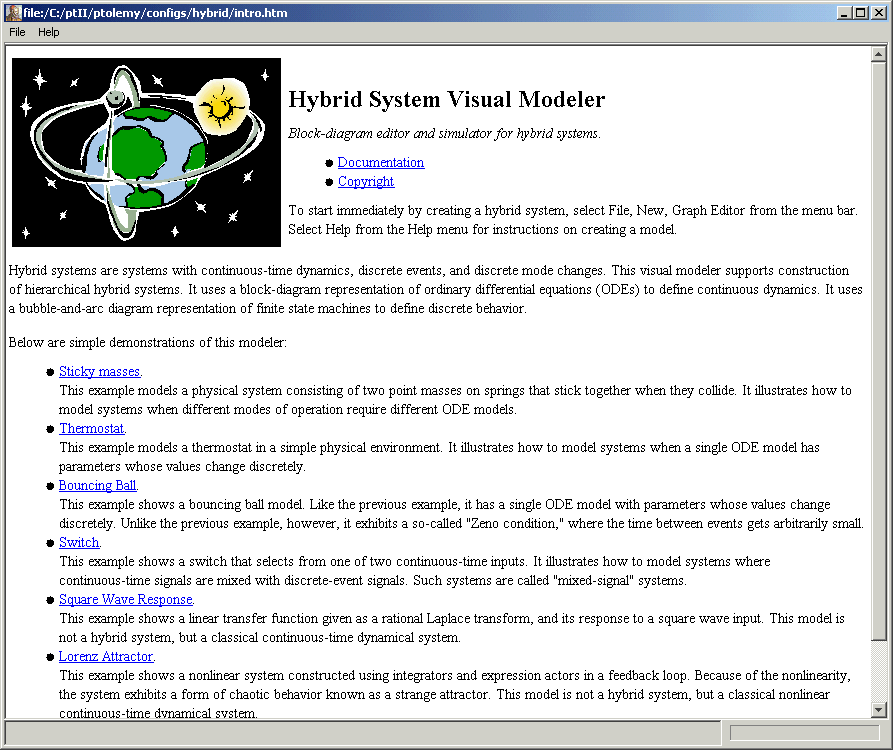 file:/C:/ptII/ptolemy/configs/hybrid/intro.htm
File Help
Hybrid System Visual Modeler
Block-diagram editor and simulator for hybrid systems.
Documentation
Copyright
To start immediately by creating a hybrid system, select File, New, Graph Editor from the menu bar.
Select Help from the Help menu for instructions on creating a model.
Hybrid systems are systems with continuous-time dynamics, discrete events, and discrete mode changes. This visual modeler supports construction
of hierarchical hybrid systems. It uses a block-diagram representation of ordinary differential equations (ODEs) to define continuous dynamics. It uses
a bubble-and-arc diagram representation of finite state machines to define discrete behavior.
Below are simple demonstrations of this modeler:
Sticky masses.
This example models a physical system consisting of two point masses on springs that stick together when they collide. It illustrates how to
model systems when different modes of operation require different ODE models.
Thermostat.
This example models a thermostat in a simple physical environment. It illustrates how to model systems when a single ODE model has
parameters whose values change discretely.
Bouncing Ball.
This example shows a bouncing ball model. Like the previous example, it has a single ODE model with parameters whose values change
discretely. Unlike the previous example, however, it exhibits a so-called "Zeno condition," where the time between events gets arbitrarily small.
Switch.
This example shows a switch that selects from one of two continuous-time inputs. It illustrates how to model systems where
continuous-time signals are mixed with discrete-event signals. Such systems are called "mixed-signal" systems.
Square Wave Response.
This example shows a linear transfer function given as a rational Laplace transform, and its response to a square wave input. This model is
not a hybrid system, but a classical continuous-time dynamical system.
Lorenz Attractor.
This example shows a nonlinear system constructed using integrators and expression actors in a feedback loop. Because of the nonlinearity,
the system exhibits a form of chaotic behavior known as a strange attractor. This model is not a hybrid system, but a classical nonlinear
continuous-time dynamical system.